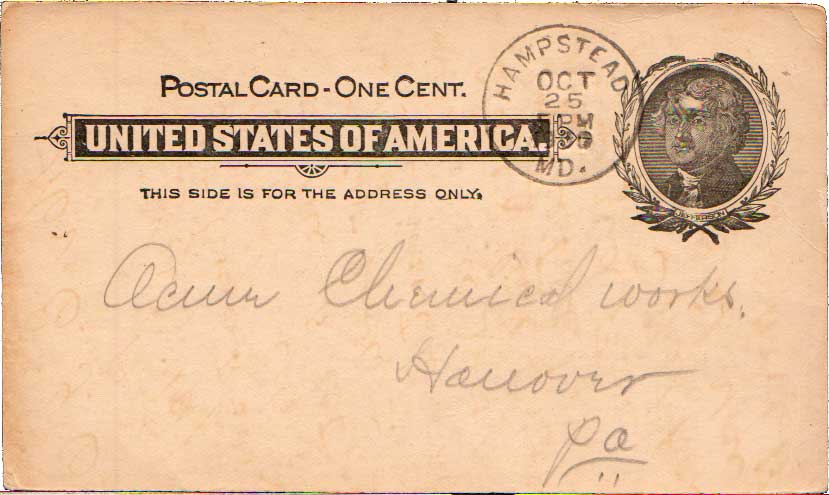 POSTAL CARD - ONE CENT.
UNITED STATES OF AMERICA.
THIS SIDE IS FOR THE ADDRESS ONLY.
HAMPSTEAD
OCT
25
5 PM
MD.
JEFFERSON
Acme Chemical works.
Hanover
Pa